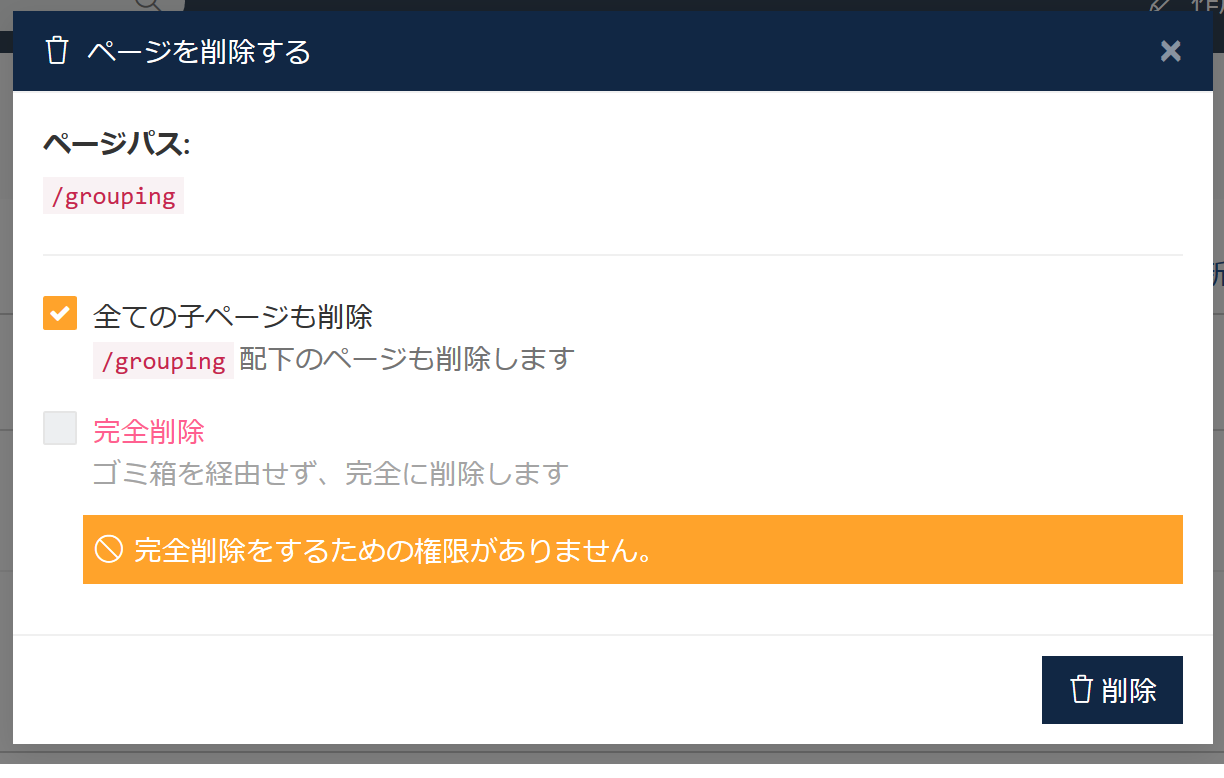 ページを削除する
ページパス:
/grouping
全ての子ページも削除
/grouping 配下のページも削除します
完全削除
ゴミ箱を経由せず、完全に削除します
完全削除をするための権限がありません。
削除